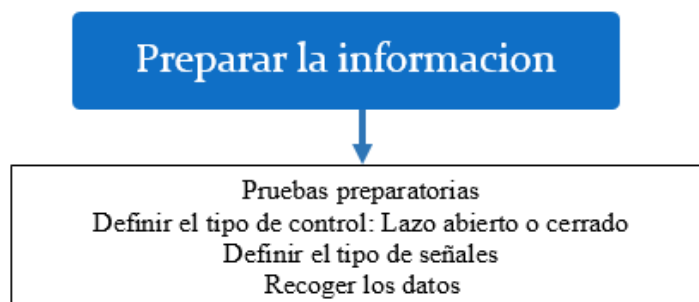 Preparar la informacion
Pruebas preparatorias
Definir el tipo de control: Lazo abierto o cerrado
Definir el tipo de señales
Recoger los datos